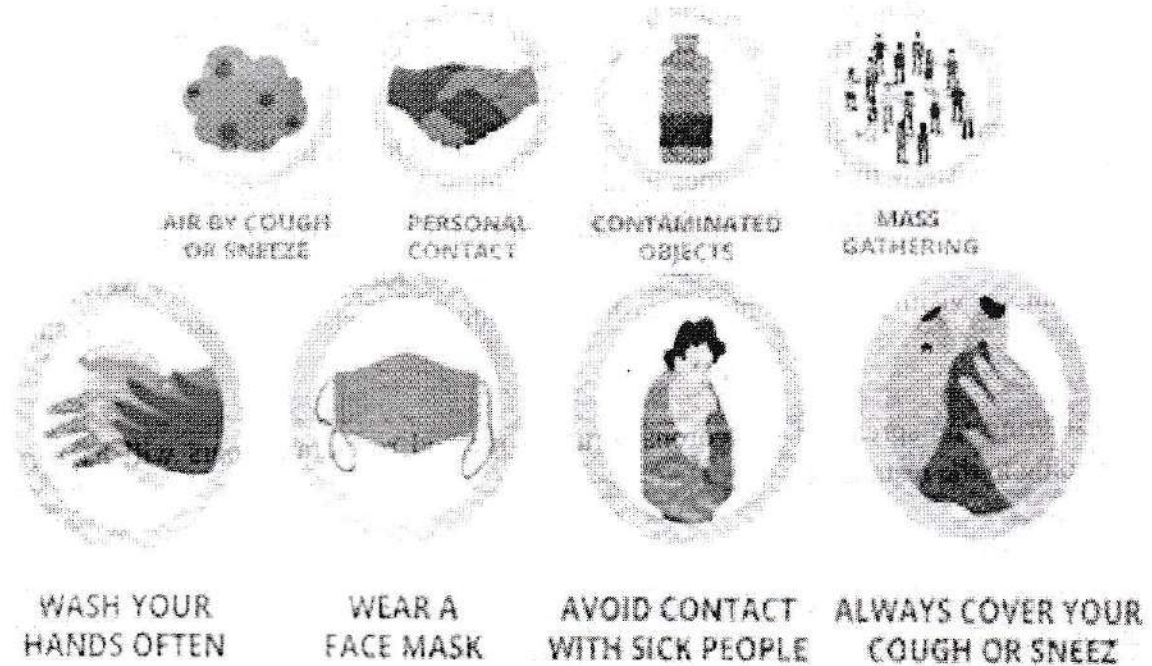 AIR BY COUGH
OR SNEEZE
PERSONAL
CONTACT
CONTAMINATED
OBJECTS
MASS
GATHERING
WASH YOUR
HANDS OFTEN
WEAR A
FACE MASK
AVOID CONTACT
WITH SICK PEOPLE
ALWAYS COVER YOUR
COUGH OR SNEEZ